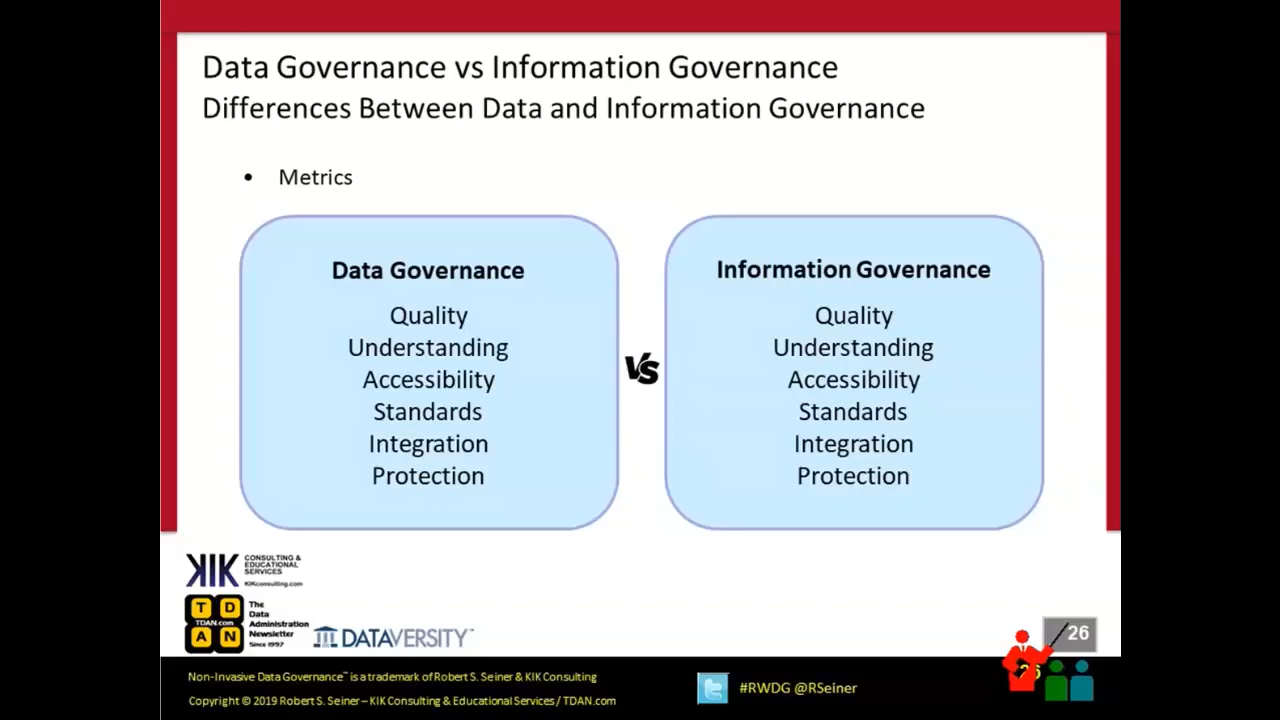 Data Governance vs Information Governance
Differences Between Data and Information Governance
• Metrics
Data Governance
Quality
Understanding
Accessibility
Standards
Integration
Protection
VS
Information Governance
Quality
Understanding
Accessibility
Standards
Integration
Protection
KIK
CONSULTING &
EDUCATIONAL
SERVICES
KIKconsulting.com
T D
TDAN.com
A N
The
Data
Administration
Newsletter
Since 1997
DATAVERSITY™
26
26
Non-Invasive Data Governance™ is a trademark of Robert S. Seiner & KIK Consulting
Copyright © 2019 Robert S. Seiner – KIK Consulting & Educational Services / TDAN.com
#RWDG @RSeiner